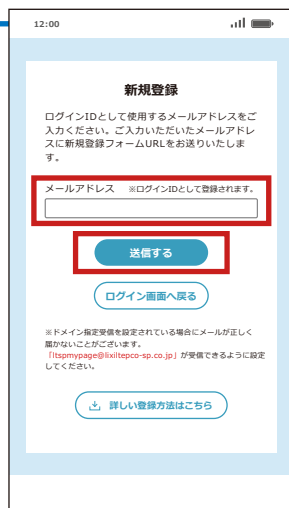 12:00
新規登録
ログインIDとして使用するメールアドレスをご
入力ください。ご入力いただいたメールアドレ
スに新規登録フォームURLをお送りいたしま
す。
メールアドレス ※ログインIDとして登録されます。
送信する
ログイン画面へ戻る
※ドメイン指定受信を設定されている場合にメールが正しく
届かないことがございます。
「ltspmypage@lixiltepco-sp.co.jp」が受信できるように設定
してください。
詳しい登録方法はこちら